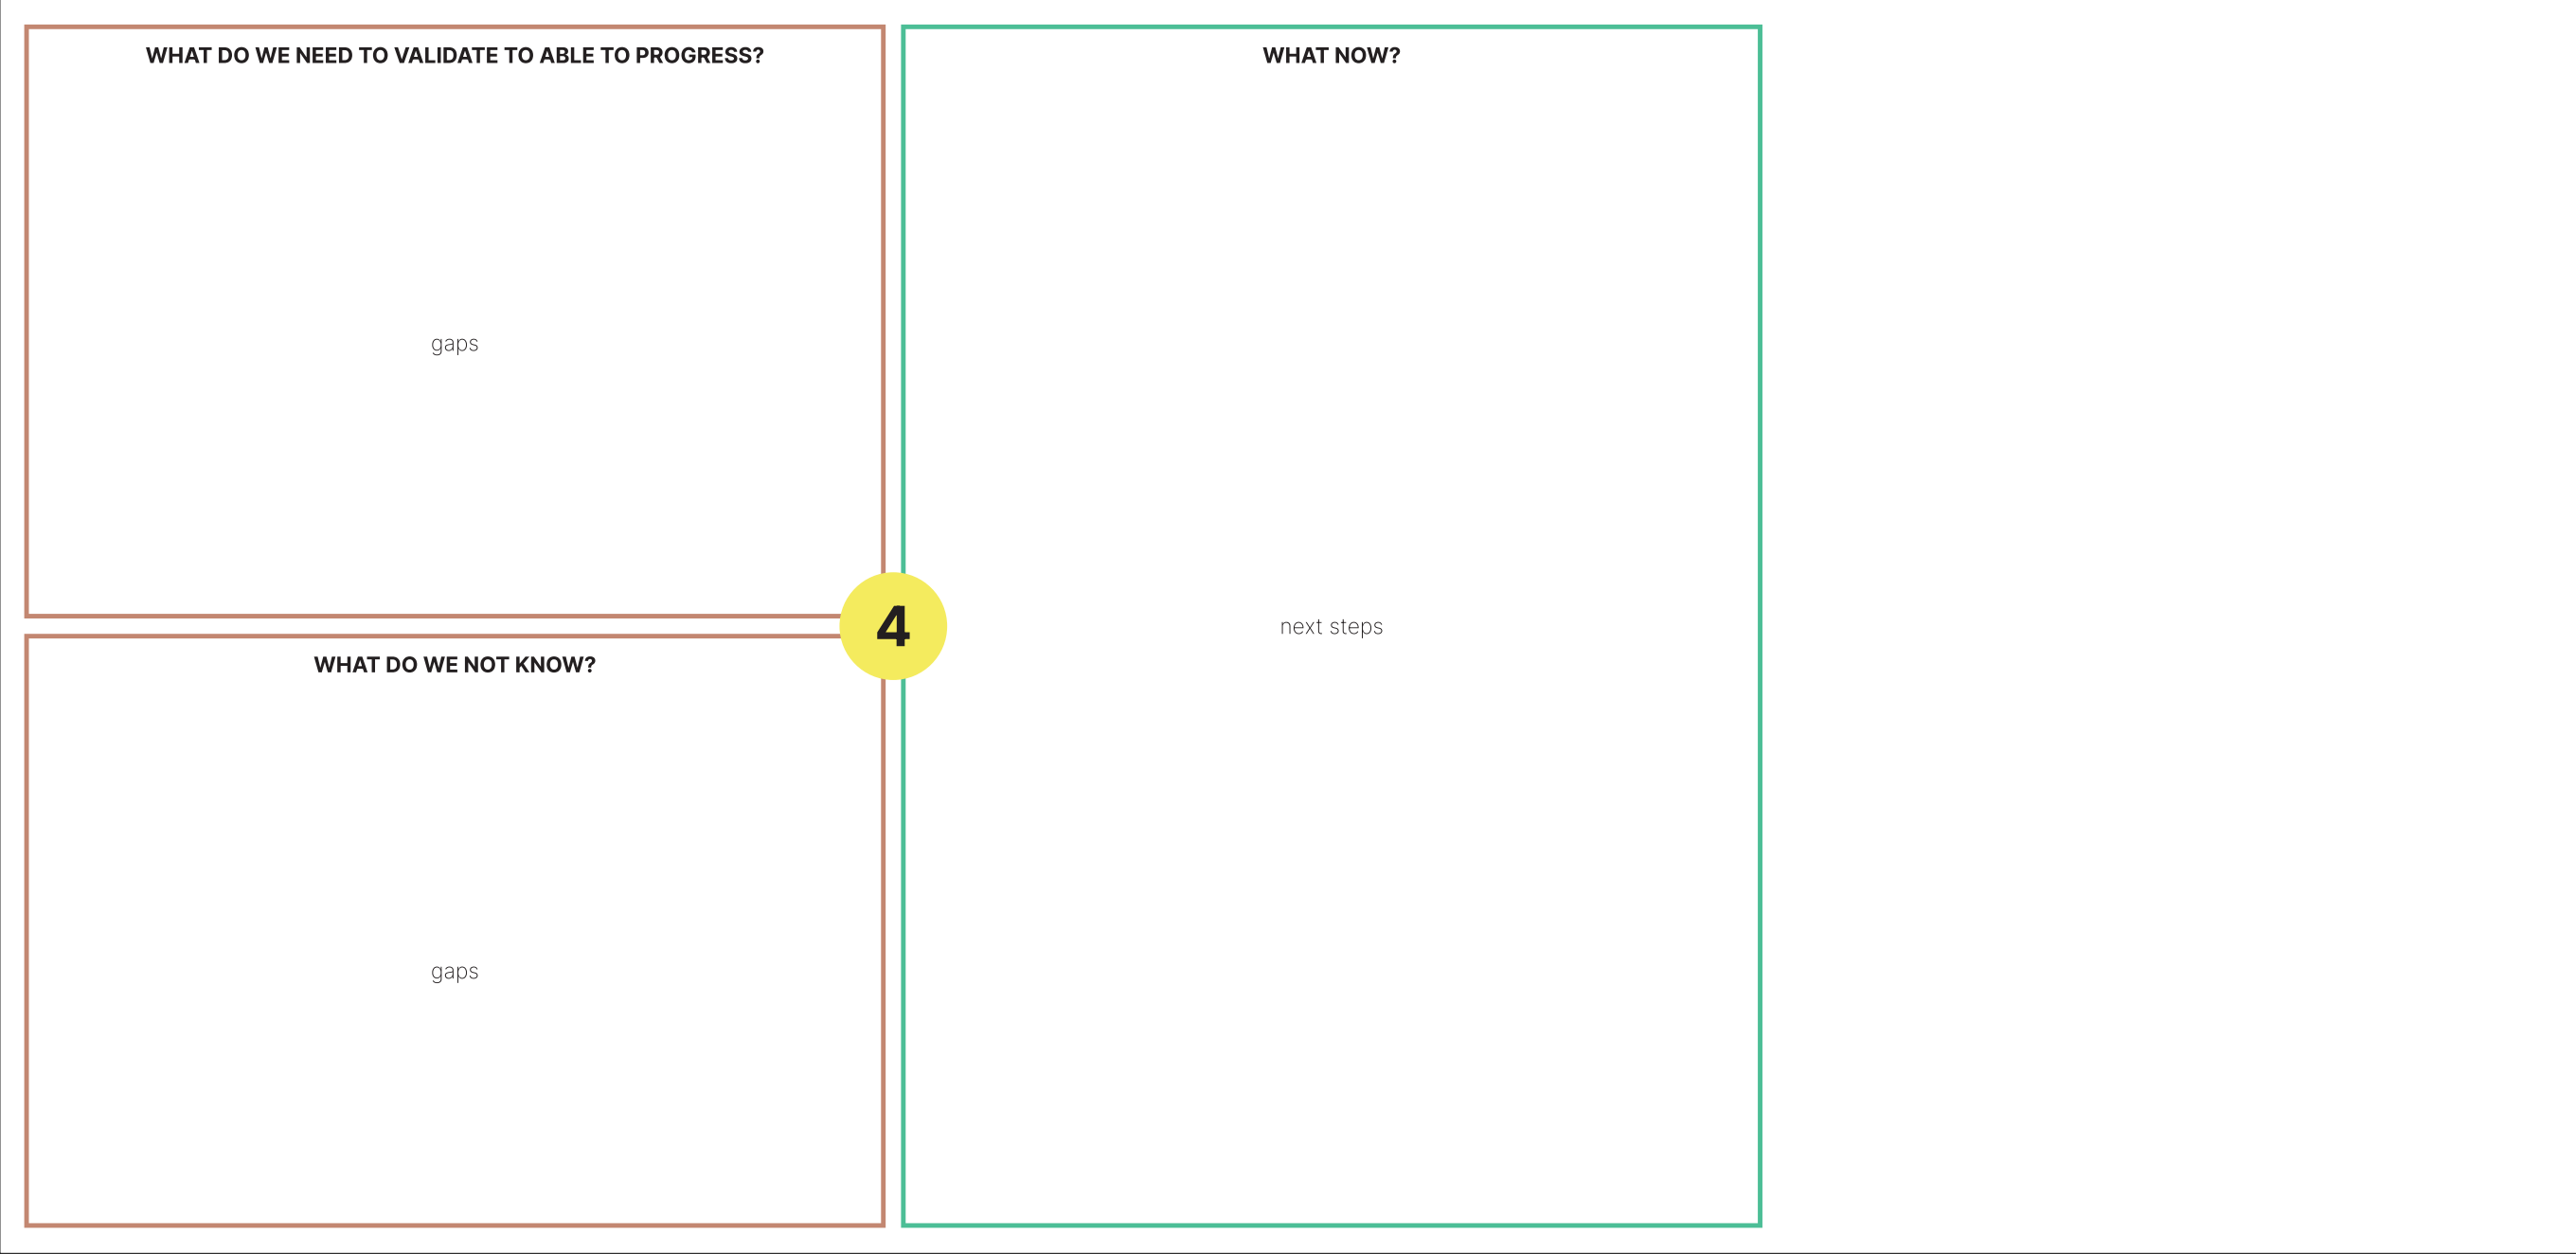 WHAT DO WE NEED TO VALIDATE TO ABLE TO PROGRESS?
gaps
WHAT DO WE NOT KNOW?
gaps
4
WHAT NOW?
next steps